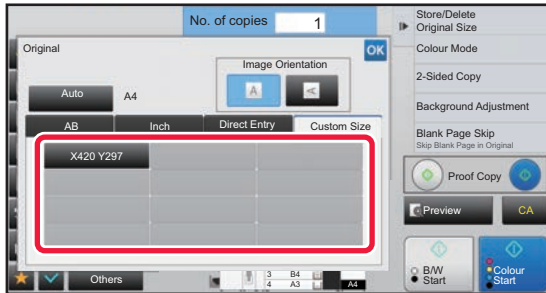 No. of copies 1
Original
OK
Image Orientation
Auto A4
A A
AB Inch Direct Entry Custom Size
X420 Y297
Others
3 B4
4 A3
A4
Store/Delete
Original Size
Colour Mode
2-Sided Copy
Background Adjustment
Blank Page Skip
Skip Blank Page in Original
Proof Copy
Preview CA
B/W
Start
Colour
Start